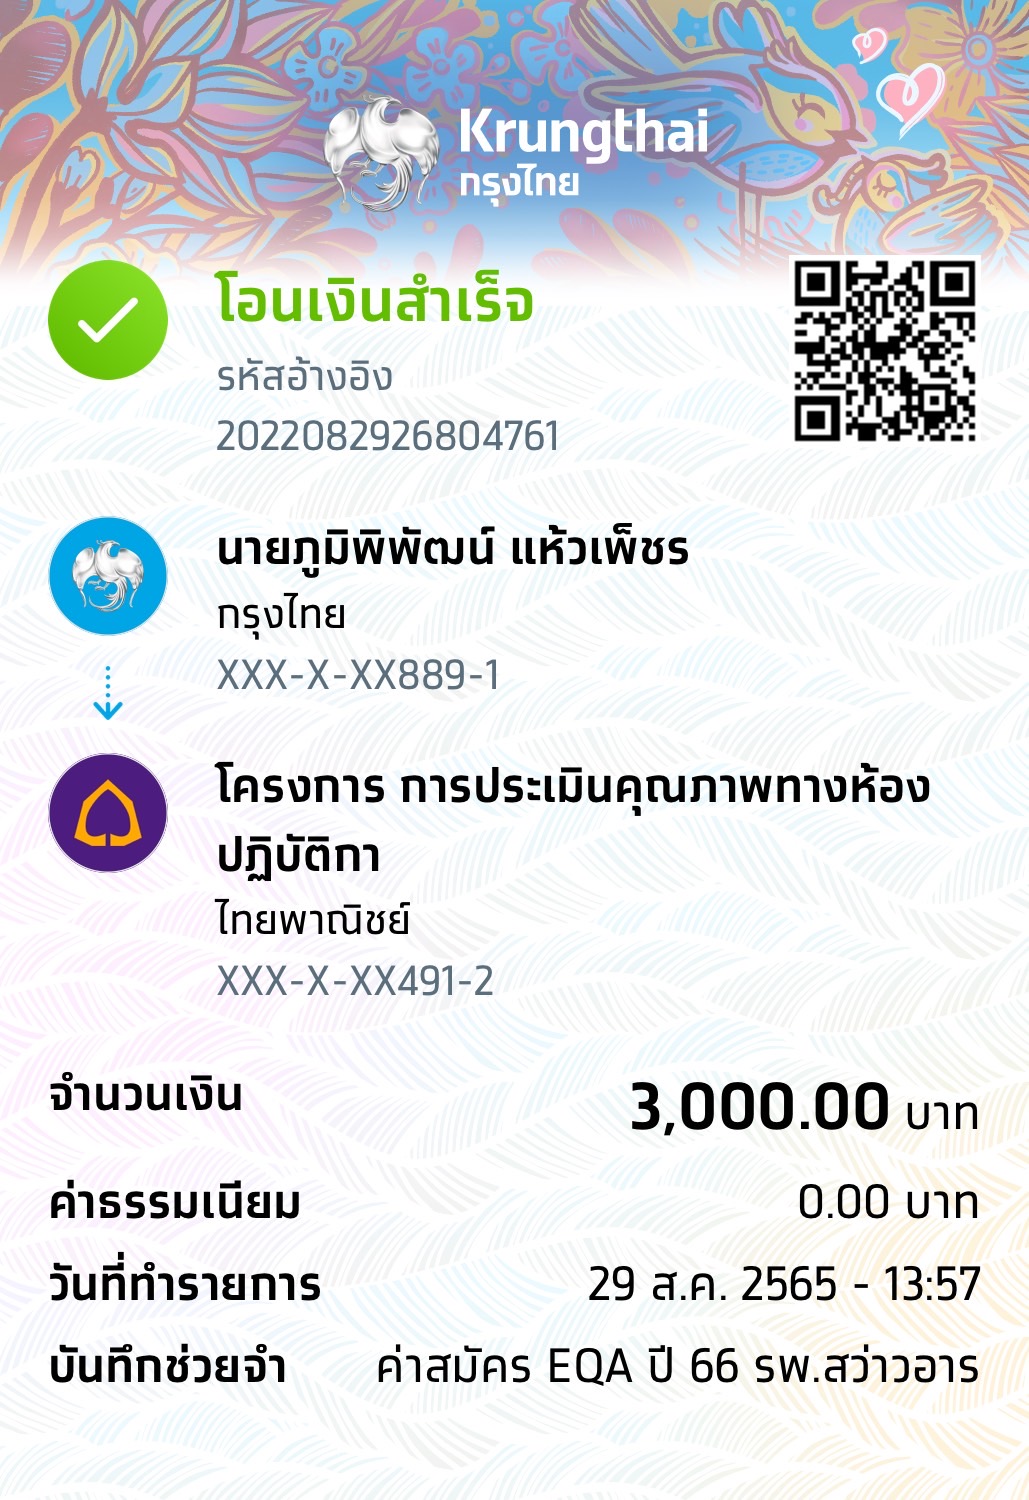 Krungthai
กรุงไทย
โอนเงินสำเร็จ
รหัสอ้างอิง
2022082926804761
นายภูมิพิพัฒน์ แห้วเพ็ชร
กรุงไทย
XXX-X-XX889-1
โครงการ การประเมินคุณภาพทางห้อง
ปฏิบัติกา
ไทยพาณิชย์
XXX-X-XX491-2
จำนวนเงิน 3,000.00 บาท
ค่าธรรมเนียม 0.00 บาท
วันที่ทำรายการ 29 ส.ค. 2565 - 13:57
บันทึกช่วยจำ ค่าสมัคร EQA ปี 66 รพ.สว่าวอาร